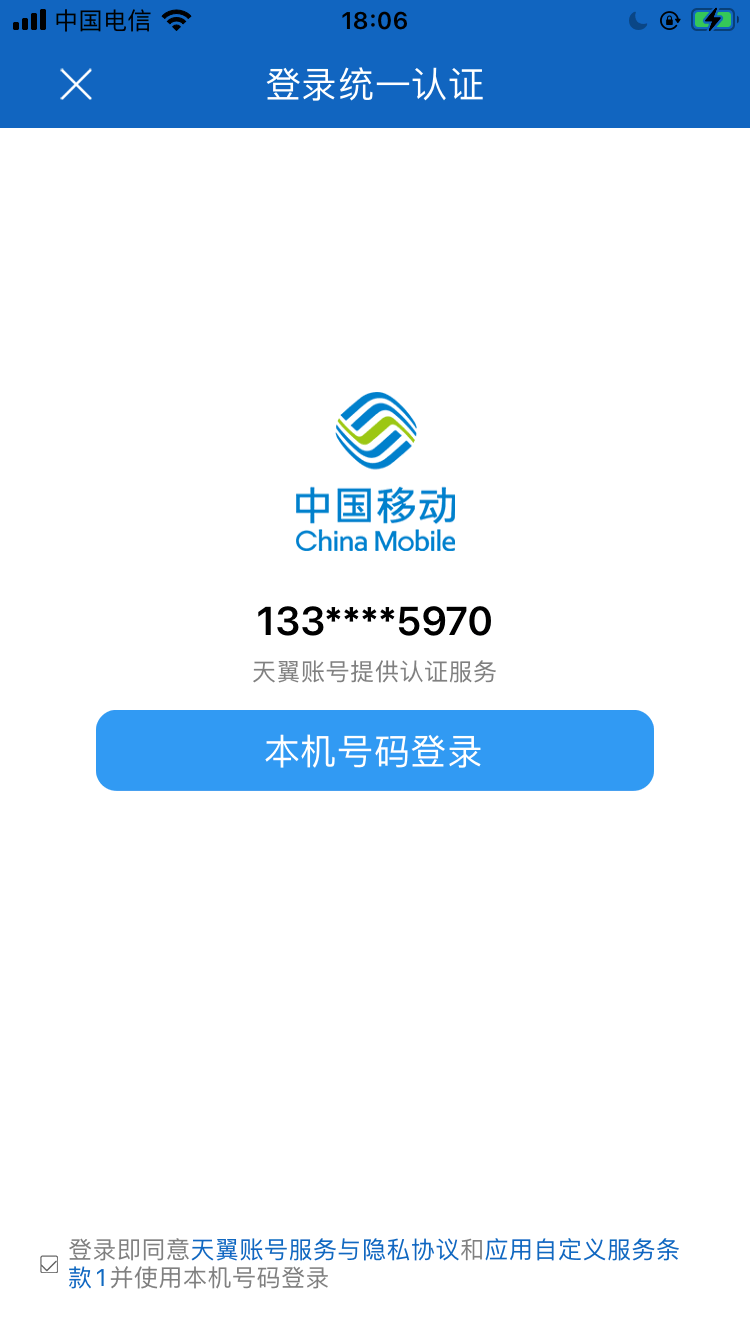 中国电信
18:06
登录统一认证
中国移动
China Mobile
133****5970
天翼账号提供认证服务
本机号码登录
登录即同意天翼账号服务与隐私协议和应用自定义服务条
款1并使用本机号码登录